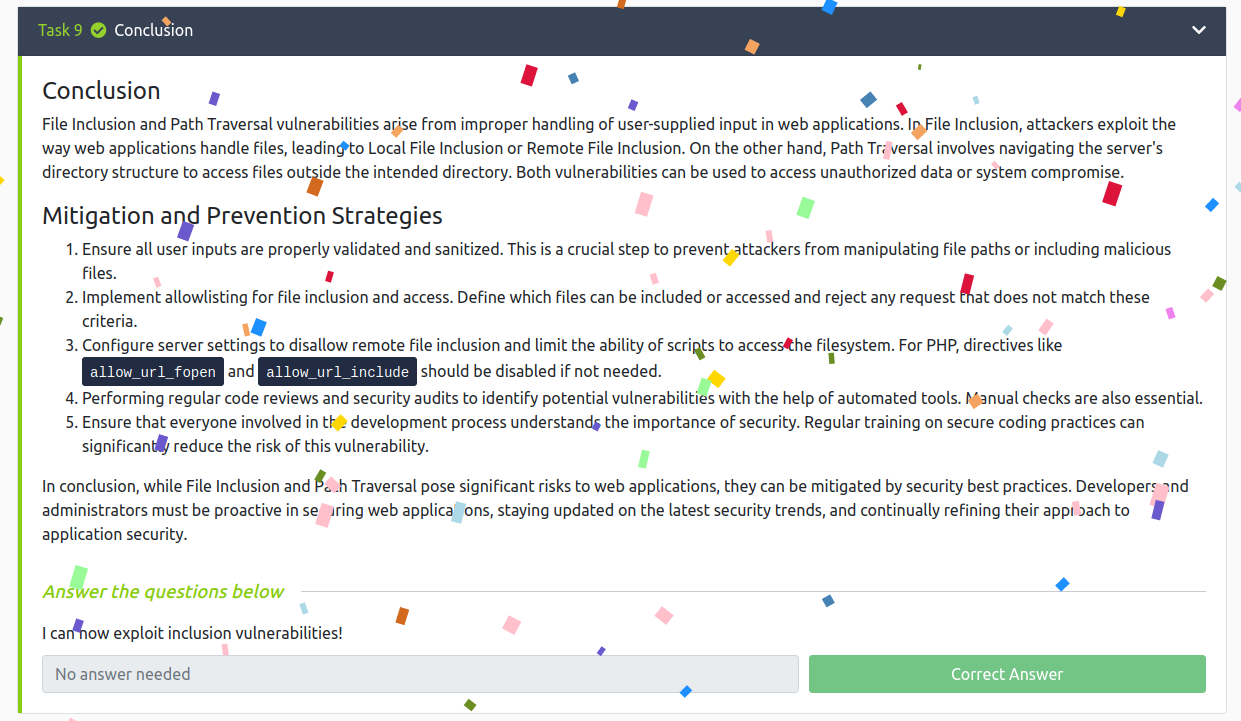 Task 9 Conclusion
Conclusion
File Inclusion and Path Traversal vulnerabilities arise from improper handling of user-supplied input in web applications. In File Inclusion, attackers exploit the
way web applications handle files, leading to Local File Inclusion or Remote File Inclusion. On the other hand, Path Traversal involves navigating the server's
directory structure to access files outside the intended directory. Both vulnerabilities can be used to access unauthorized data or system compromise.
Mitigation and Prevention Strategies
1. Ensure all user inputs are properly validated and sanitized. This is a crucial step to prevent attackers from manipulating file paths or including malicious
files.
2. Implement allowlisting for file inclusion and access. Define which files can be included or accessed and reject any request that does not match these
criteria.
3. Configure server settings to disallow remote file inclusion and limit the ability of scripts to access the filesystem. For PHP, directives like
allow_url_fopen and allow_url_include should be disabled if not needed.
4. Performing regular code reviews and security audits to identify potential vulnerabilities with the help of automated tools. Manual checks are also essential.
5. Ensure that everyone involved in the development process understands the importance of security. Regular training on secure coding practices can
significantly reduce the risk of this vulnerability.
In conclusion, while File Inclusion and Path Traversal pose significant risks to web applications, they can be mitigated by security best practices. Developers and
administrators must be proactive in securing web applications, staying updated on the latest security trends, and continually refining their approach to
application security.
Answer the questions below
I can now exploit inclusion vulnerabilities!
No answer needed
Correct Answer